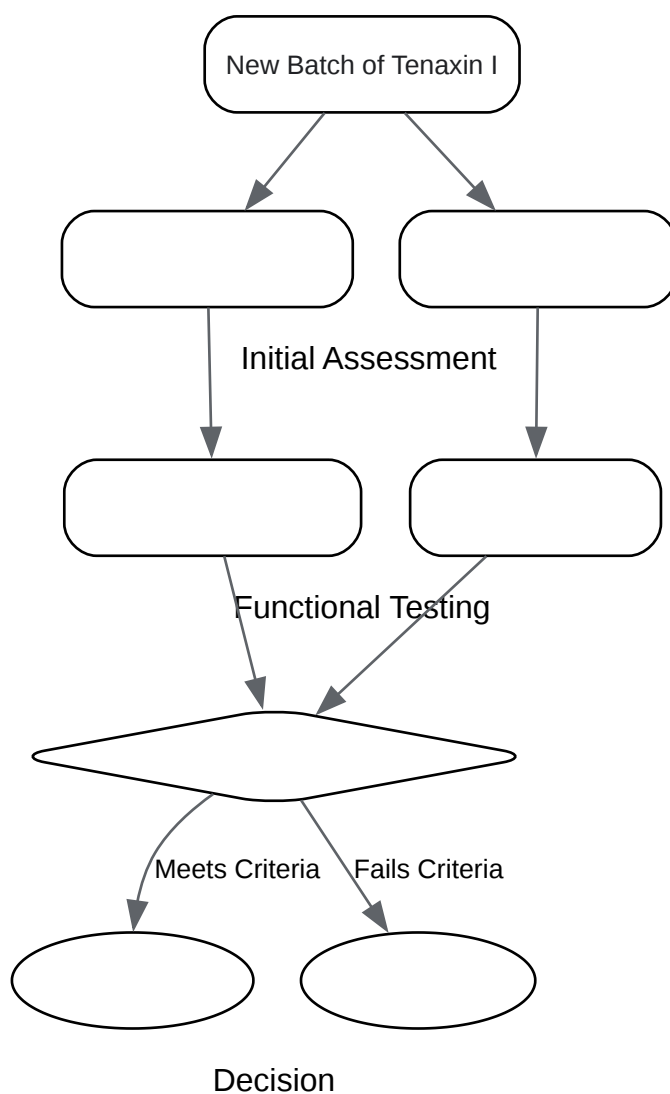 New Batch of Tenaxin I
Initial Assessment
Functional Testing
Meets Criteria
Fails Criteria
Decision